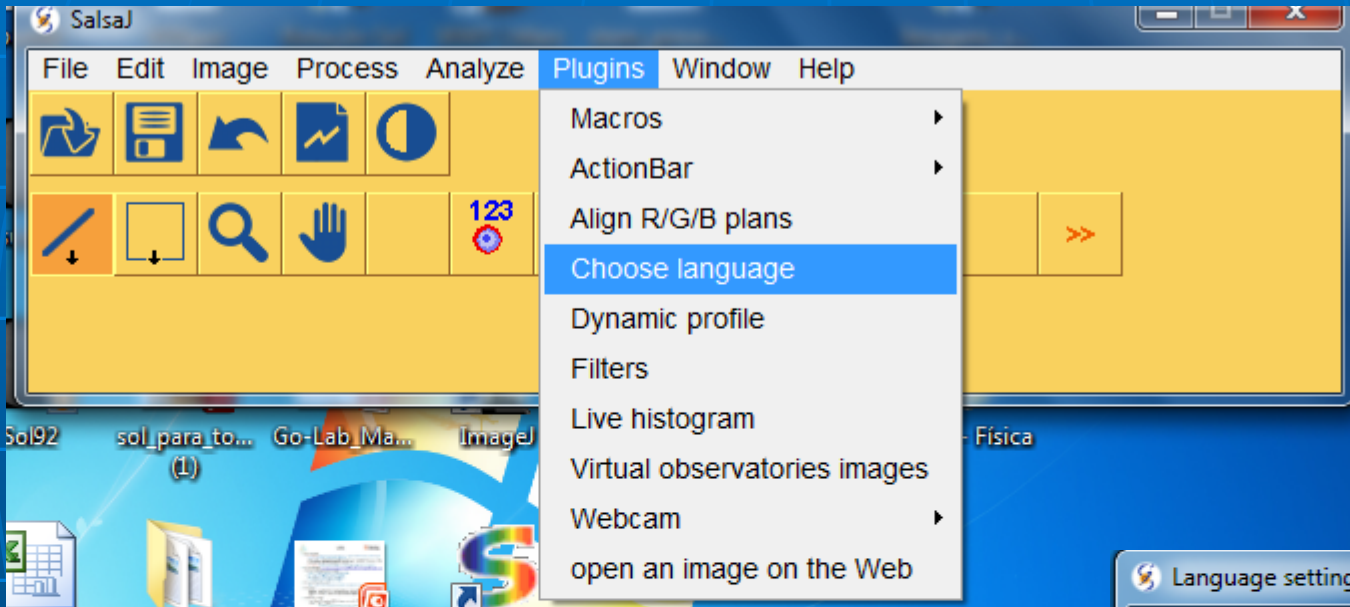 SalsaJ
File Edit Image Process Analyze Plugins Window Help
Macros
ActionBar
Align R/G/B plans
Choose language
Dynamic profile
Filters
Live histogram
Virtual observatories images
Webcam
open an image on the Web
123
>>
Sol92 sol_para_to... Go-Lab_Ma... ImageJ - Física
(1)
Language setting